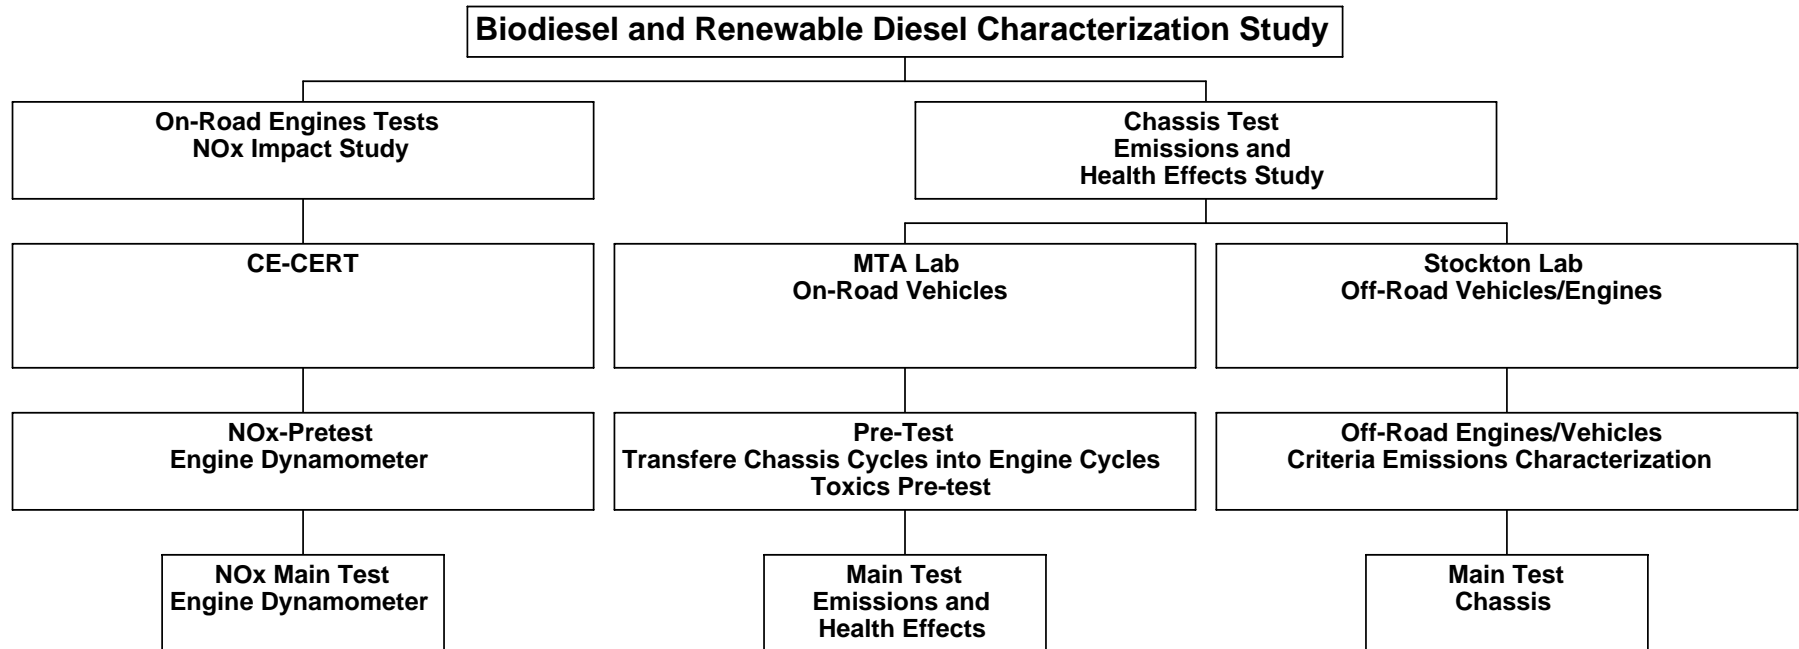 Biodiesel and Renewable Diesel Characterization Study
On-Road Engines Tests
NOx Impact Study
Chassis Test
Emissions and
Health Effects Study
CE-CERT
MTA Lab
On-Road Vehicles
Stockton Lab
Off-Road Vehicles/Engines
NOx-Pretest
Engine Dynamometer
Pre-Test
Transfere Chassis Cycles into Engine Cycles
Toxics Pre-test
Off-Road Engines/Vehicles
Criteria Emissions Characterization
NOx Main Test
Engine Dynamometer
Main Test
Emissions and
Health Effects
Main Test
Chassis